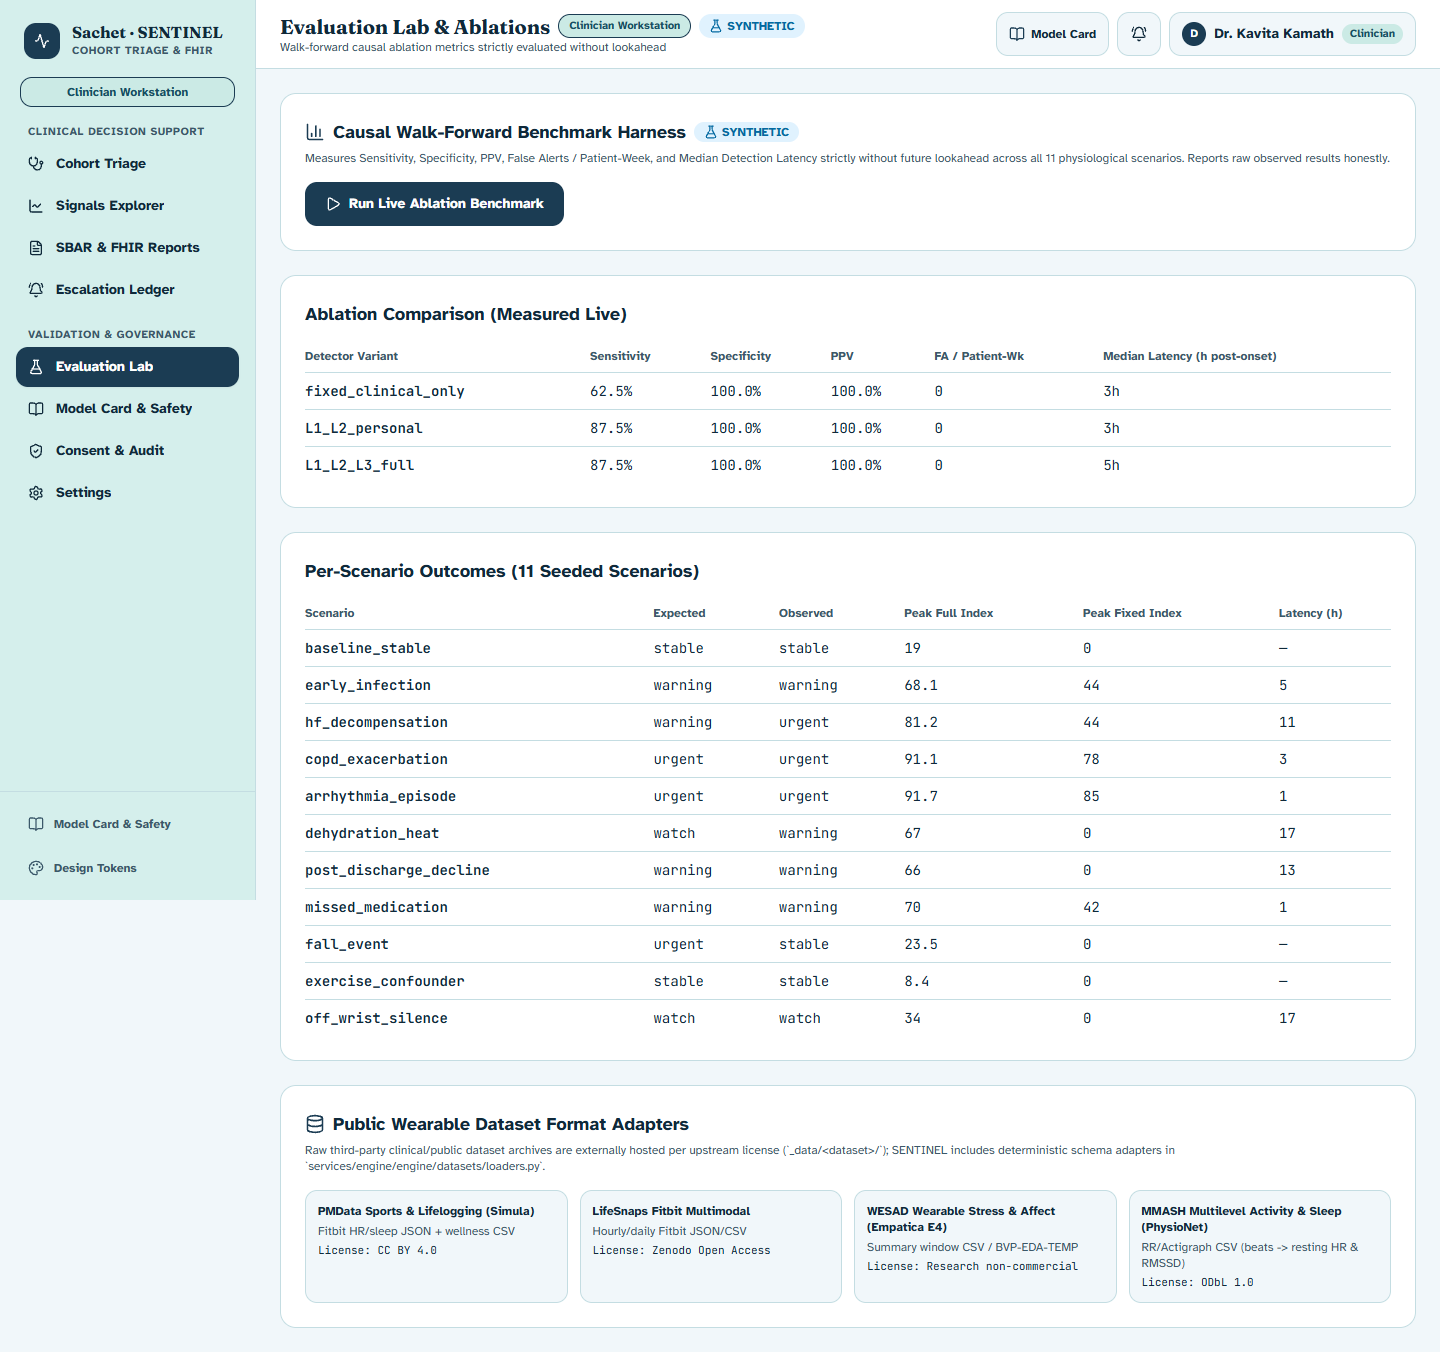 Sachet · SENTINEL
COHORT TRIAGE & FHIR
Clinician Workstation
CLINICAL DECISION SUPPORT
Cohort Triage
Signals Explorer
SBAR & FHIR Reports
Escalation Ledger
VALIDATION & GOVERNANCE
Evaluation Lab
Model Card & Safety
Consent & Audit
Settings
Model Card & Safety
Design Tokens
Evaluation Lab & Ablations Clinician Workstation SYNTHETIC
Walk-forward causal ablation metrics strictly evaluated without lookahead
Model Card
D Dr. Kavita Kamath Clinician
Causal Walk-Forward Benchmark Harness SYNTHETIC
Measures Sensitivity, Specificity, PPV, False Alerts / Patient-Week, and Median Detection Latency strictly without future lookahead across all 11 physiological scenarios. Reports raw observed results honestly.
Run Live Ablation Benchmark
Ablation Comparison (Measured Live)
Detector Variant Sensitivity Specificity PPV FA / Patient-Wk Median Latency (h post-onset)
fixed_clinical_only 62.5% 100.0% 100.0% 0 3h
L1_L2_personal 87.5% 100.0% 100.0% 0 3h
L1_L2_L3_full 87.5% 100.0% 100.0% 0 5h
Per-Scenario Outcomes (11 Seeded Scenarios)
Scenario Expected Observed Peak Full Index Peak Fixed Index Latency (h)
baseline_stable stable stable 19 0 —
early_infection warning warning 68.1 44 5
hf_decompensation warning urgent 81.2 44 11
copd_exacerbation urgent urgent 91.1 78 3
arrhythmia_episode urgent urgent 91.7 85 1
dehydration_heat watch warning 67 0 17
post_discharge_decline warning warning 66 0 13
missed_medication warning warning 70 42 1
fall_event urgent stable 23.5 0 —
exercise_confounder stable stable 8.4 0 —
off_wrist_silence watch watch 34 0 17
Public Wearable Dataset Format Adapters
Raw third-party clinical/public dataset archives are externally hosted per upstream license (`_data/<dataset>/`); SENTINEL includes deterministic schema adapters in
`services/engine/engine/datasets/loaders.py`.
PMData Sports & Lifelogging (Simula)
Fitbit HR/sleep JSON + wellness CSV
License: CC BY 4.0
LifeSnaps Fitbit Multimodal
Hourly/daily Fitbit JSON/CSV
License: Zenodo Open Access
WESAD Wearable Stress & Affect
(Empatica E4)
Summary window CSV / BVP-EDA-TEMP
License: Research non-commercial
MMASH Multilevel Activity & Sleep
(PhysioNet)
RR/Actigraph CSV (beats -> resting HR &
RMSSD)
License: ODbL 1.0